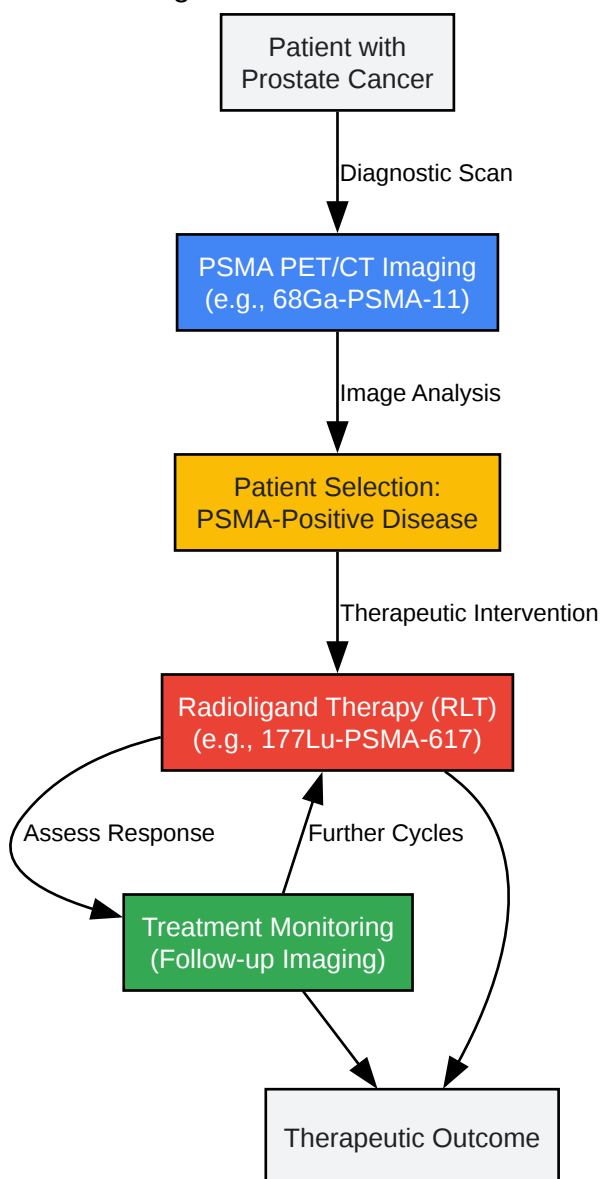 Patient with
Prostate Cancer
Diagnostic Scan
PSMA PET/CT Imaging
(e.g., 68Ga-PSMA-11)
Image Analysis
Patient Selection:
PSMA-Positive Disease
Therapeutic Intervention
Radioligand Therapy (RLT)
(e.g., 177Lu-PSMA-617)
Assess Response
Further Cycles
Treatment Monitoring
(Follow-up Imaging)
Therapeutic Outcome